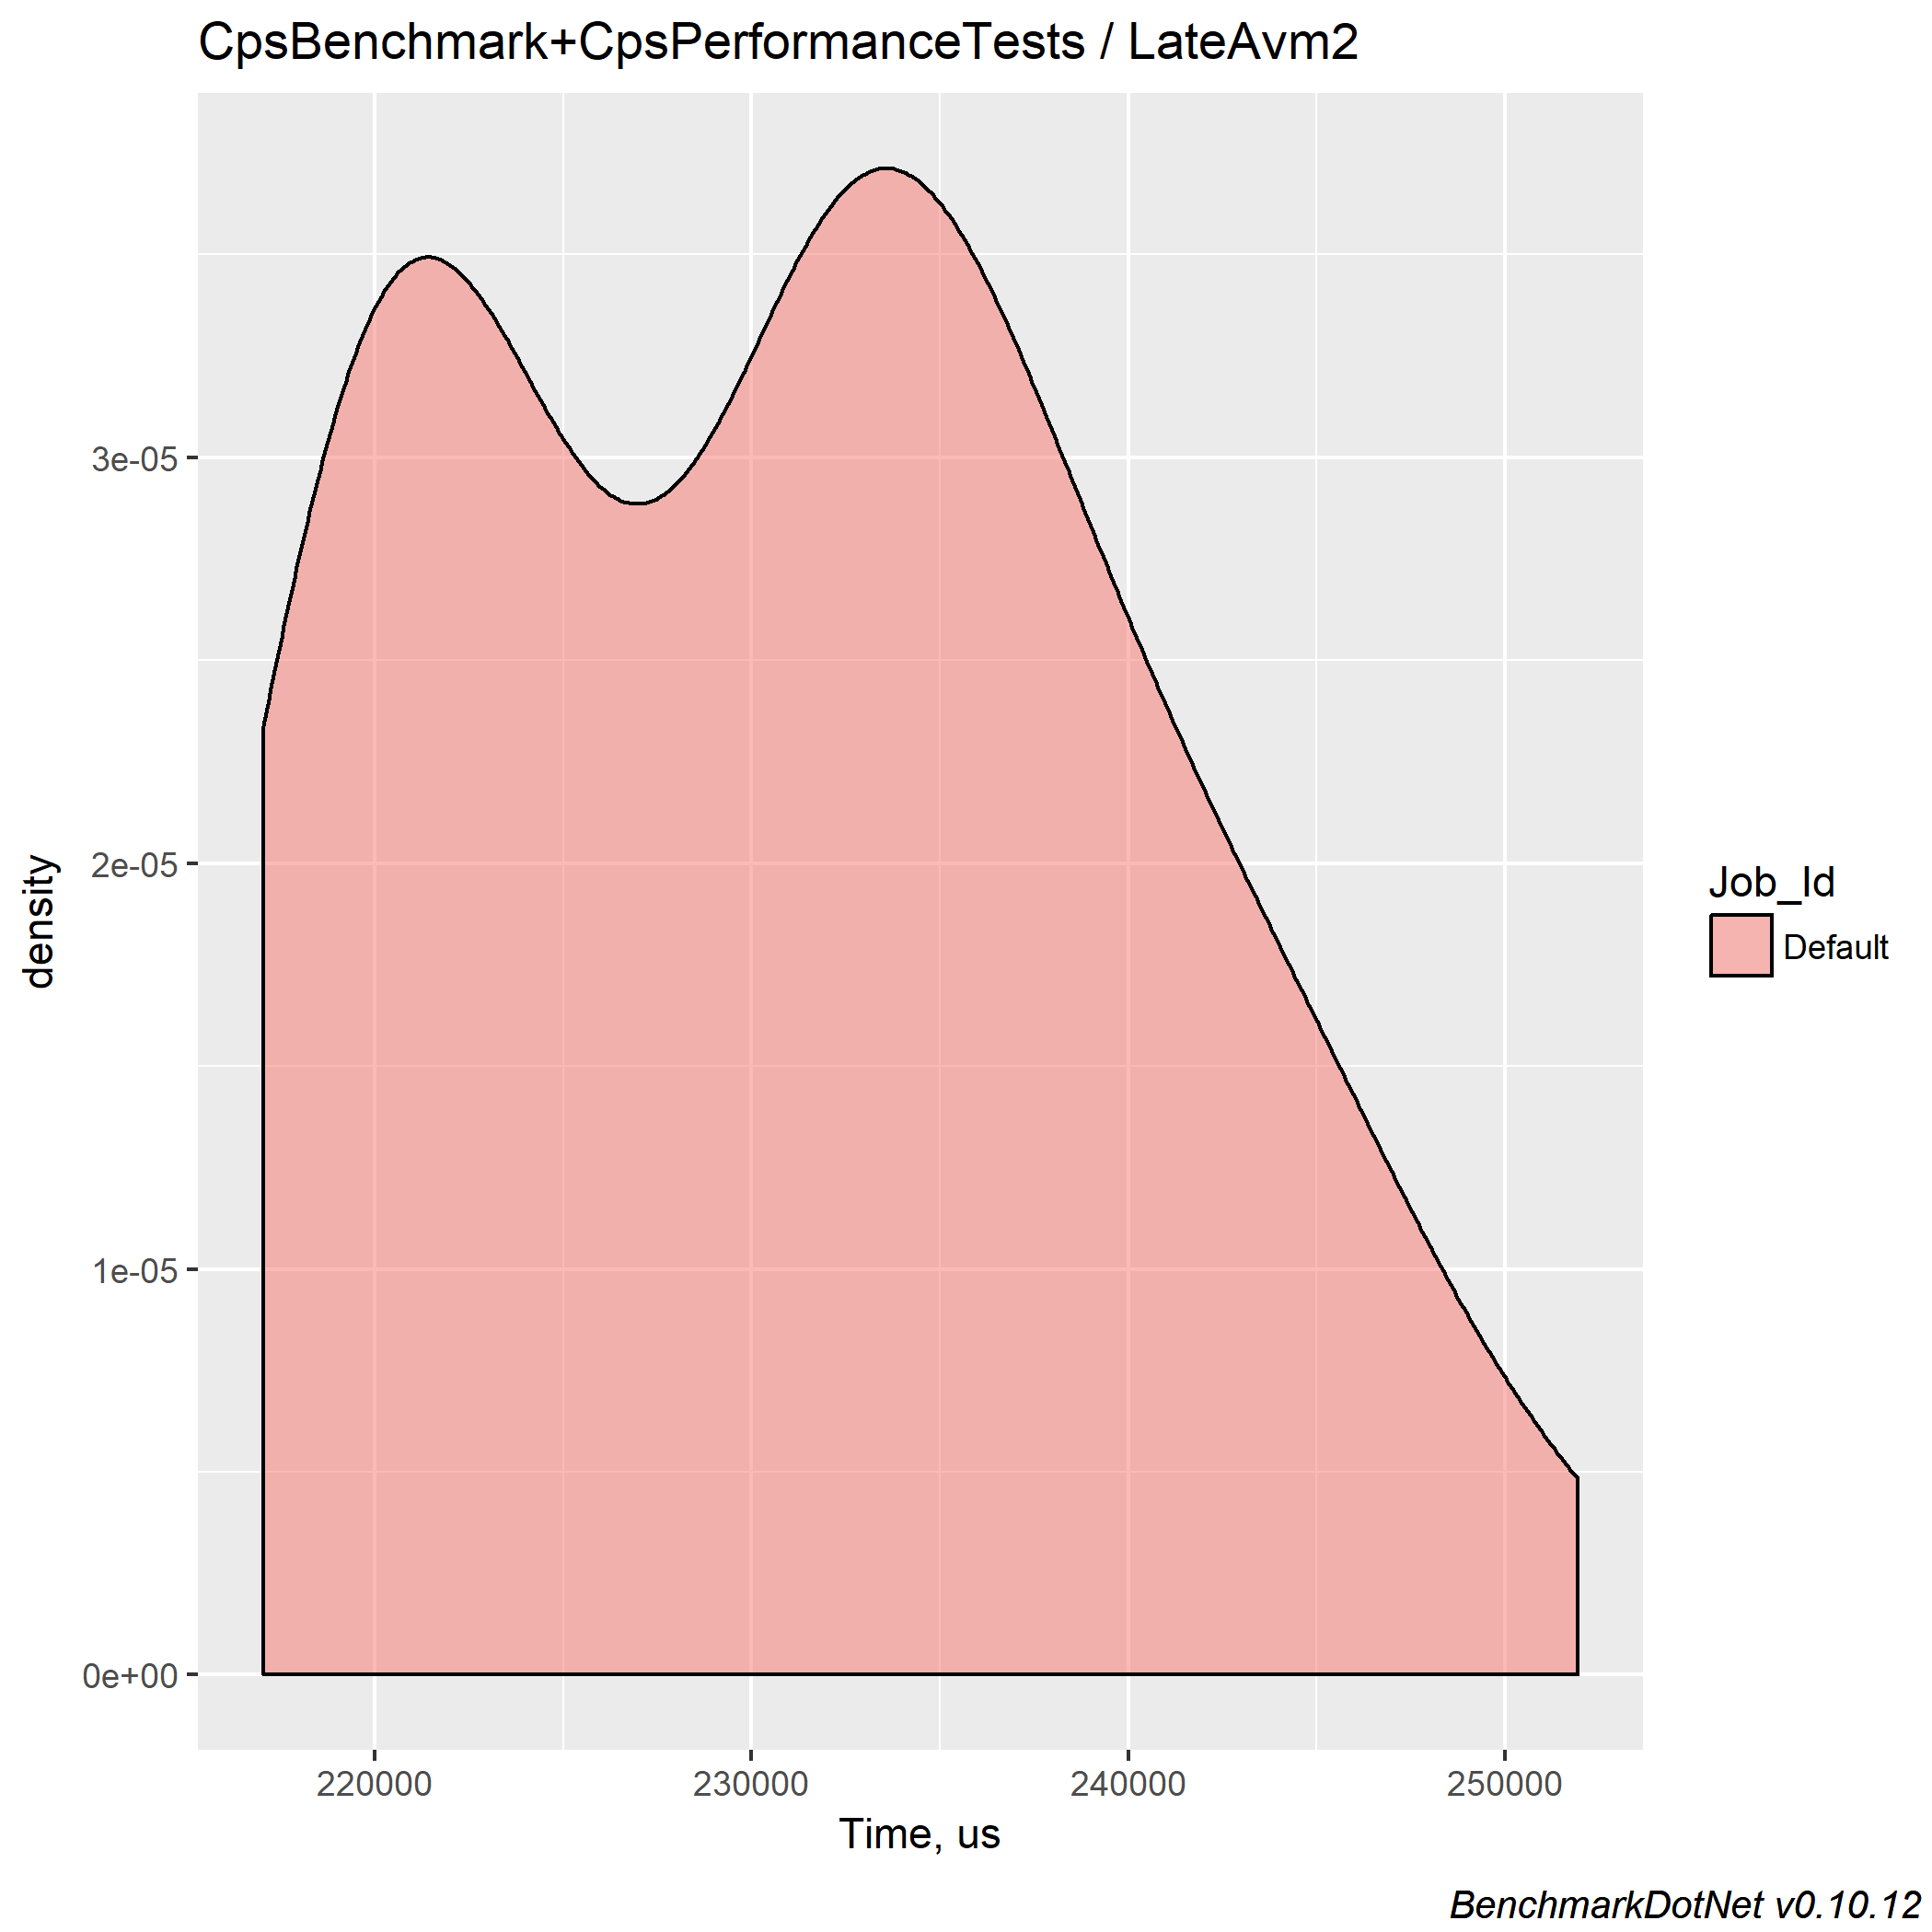 CpsBenchmark+CpsPerformanceTests / LateAvm2
3e-05
2e-05
1e-05
0e+00
density
220000 230000 240000 250000
Time, us
Job_Id
Default
BenchmarkDotNet v0.10.12